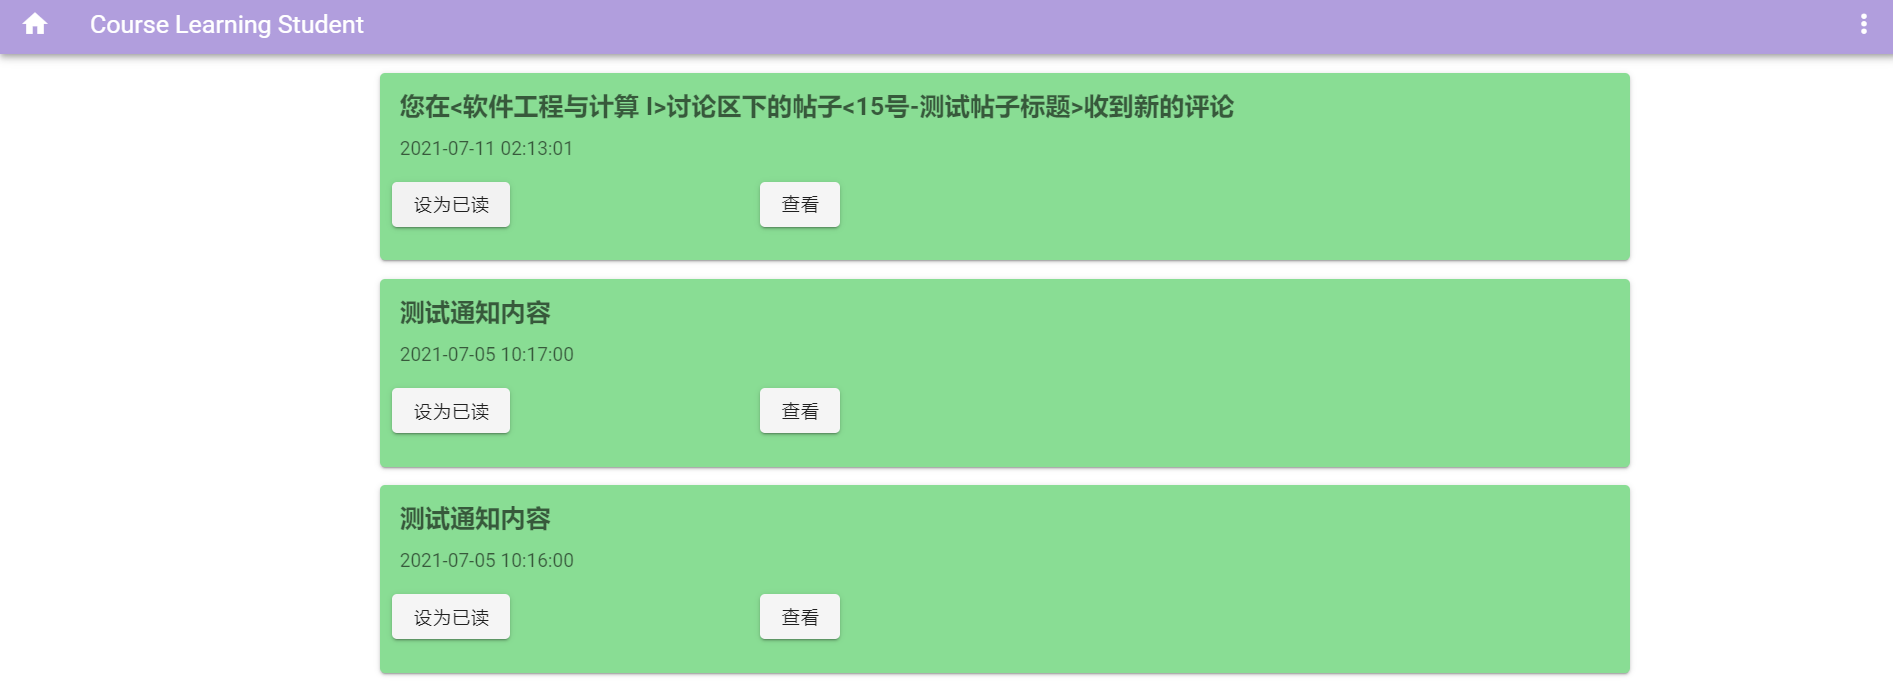 Course Learning Student
您在<软件工程与计算 I>讨论区下的帖子<15号-测试帖子标题>收到新的评论
2021-07-11 02:13:01
设为已读 查看
测试通知内容
2021-07-05 10:17:00
设为已读 查看
测试通知内容
2021-07-05 10:16:00
设为已读 查看